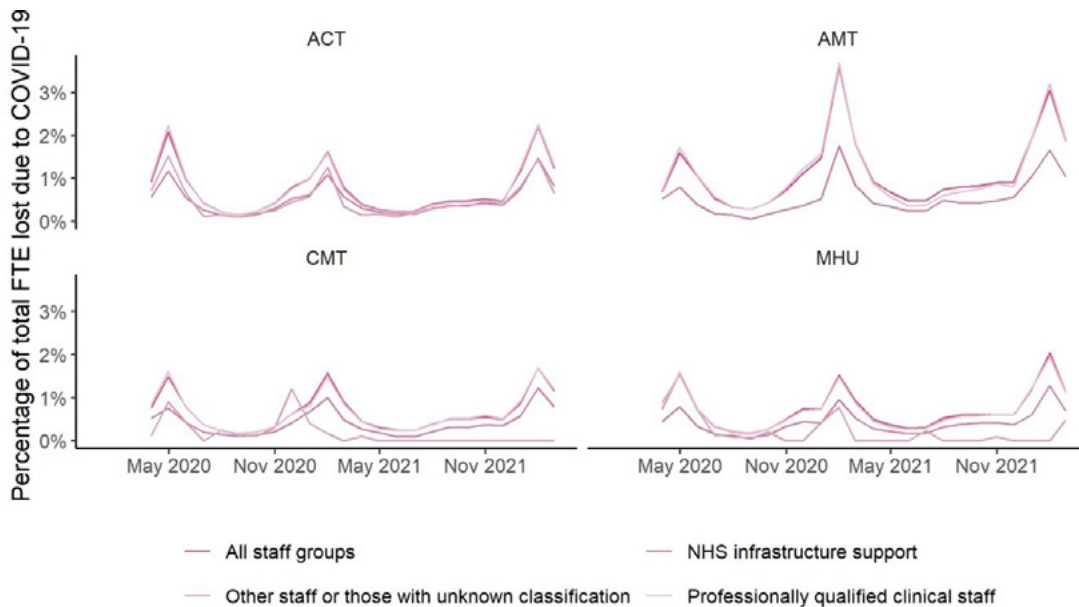 Percentage of total FTE lost due to COVID-19
ACT
AMT
3%
2%
1%
0%
CMT
MHU
3%
2%
1%
0%
May 2020 Nov 2020 May 2021 Nov 2021 May 2020 Nov 2020 May 2021 Nov 2021
All staff groups
NHS infrastructure support
Other staff or those with unknown classification
Professionally qualified clinical staff